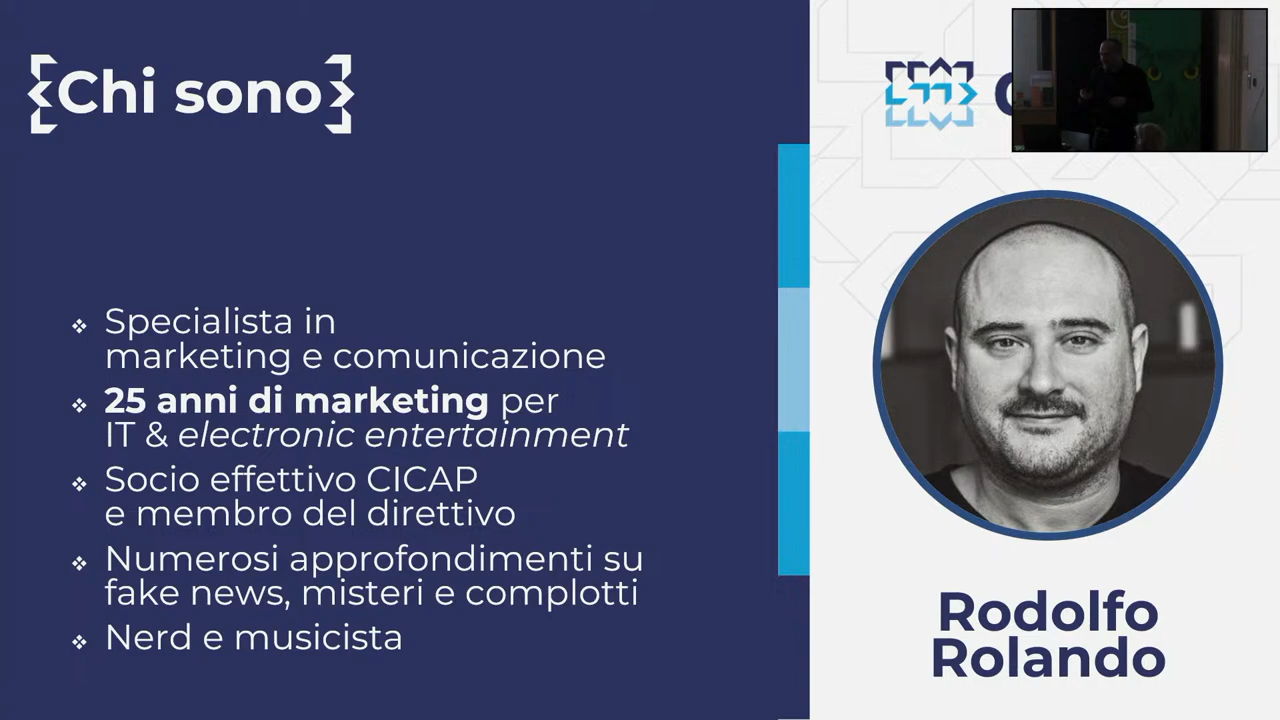 Chi sono
Specialista in
marketing e comunicazione
25 anni di marketing per
IT & electronic entertainment
Socio effettivo CICAP
e membro del direttivo
Numerosi approfondimenti su
fake news, misteri e complotti
Nerd e musicista
Rodolfo
Rolando